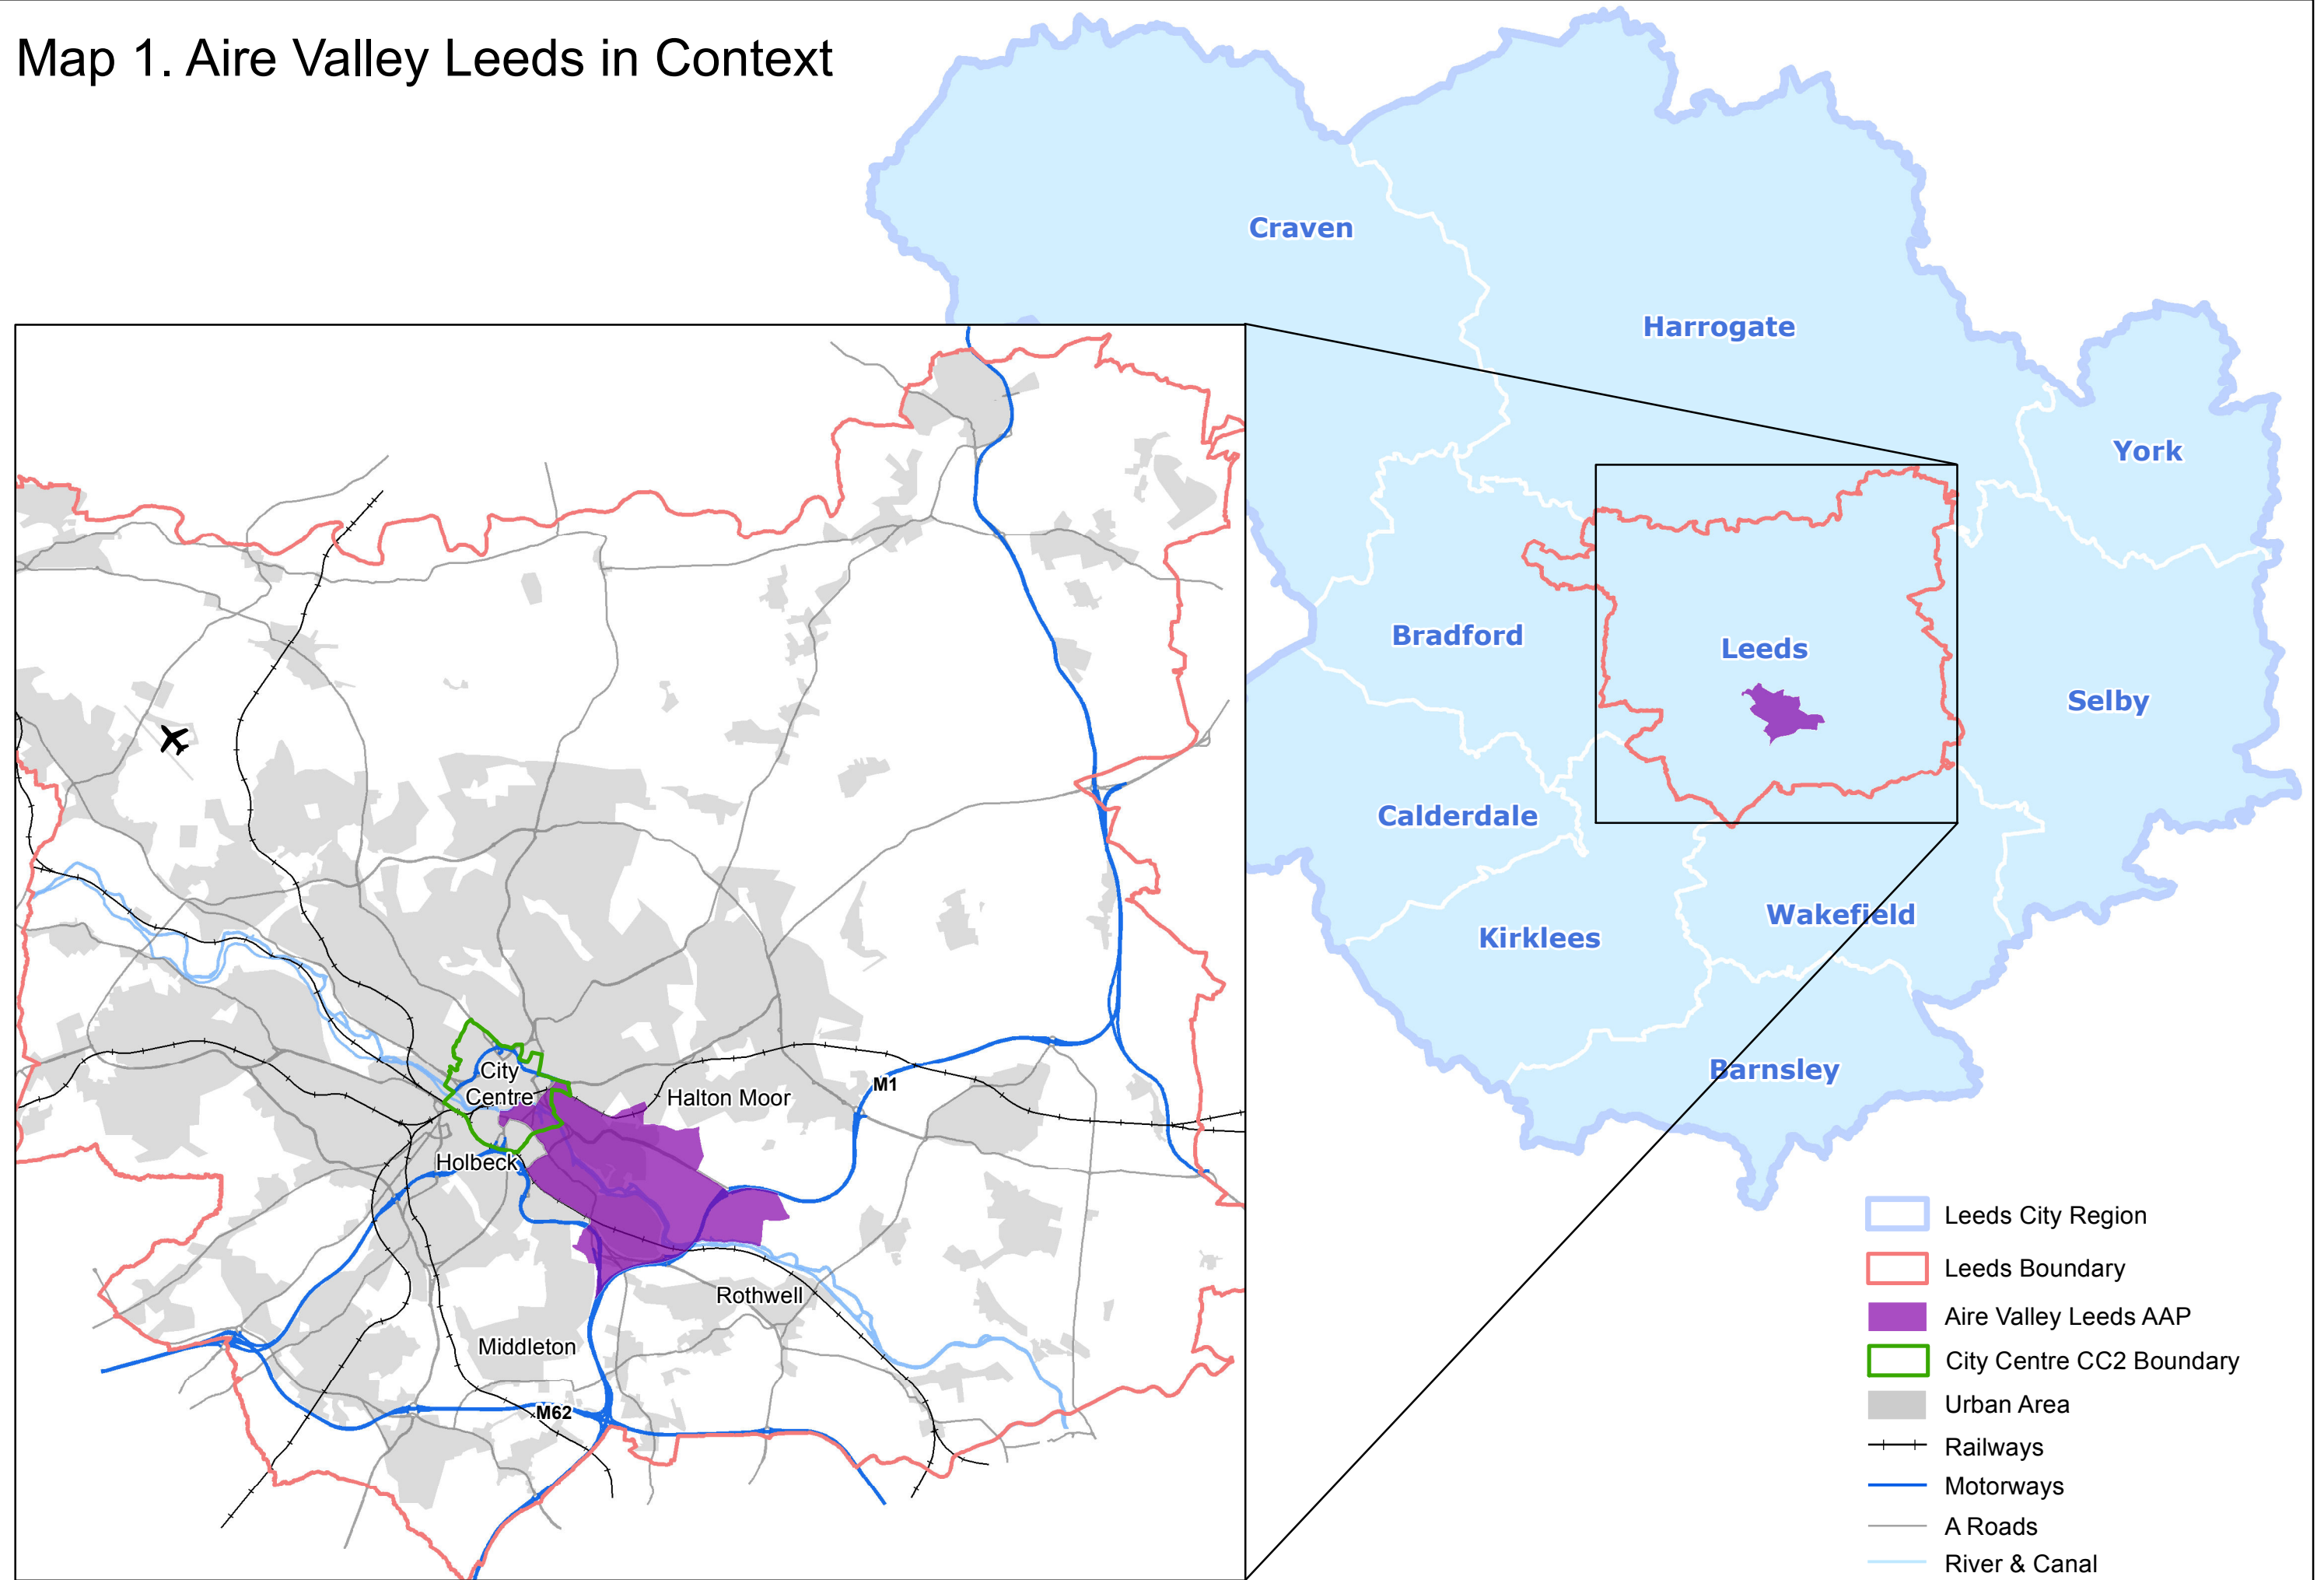 Map 1. Aire Valley Leeds in Context
Craven
Harrogate
York
Bradford
Leeds
Selby
Calderdale
Wakefield
Kirklees
Barnsley
City
Centre
Halton Moor
M1
Holbeck
Rothwell
Middleton
M62
Leeds City Region
Leeds Boundary
Aire Valley Leeds AAP
City Centre CC2 Boundary
Urban Area
Railways
Motorways
A Roads
River & Canal